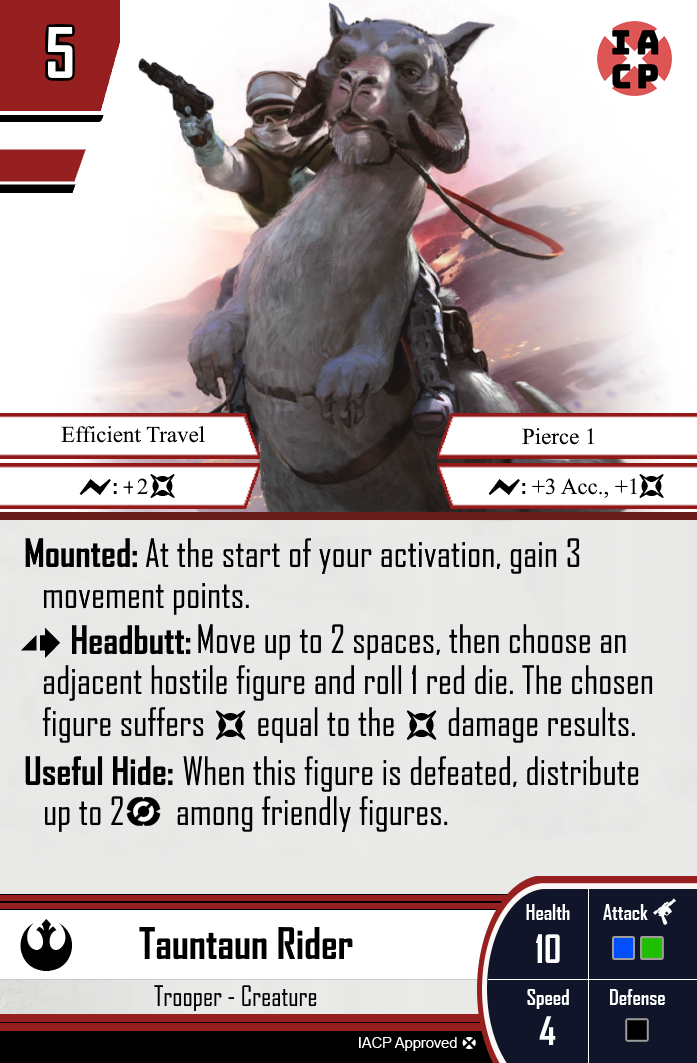 5
IA
CP
Efficient Travel
Pierce 1
: +2
: +3 Acc., +1
Mounted: At the start of your activation, gain 3
movement points.
Headbutt: Move up to 2 spaces, then choose an
adjacent hostile figure and roll 1 red die. The chosen
figure suffers equal to the damage results.
Useful Hide: When this figure is defeated, distribute
up to 2 among friendly figures.
Tauntaun Rider
Trooper - Creature
Health
10
Attack
Speed
4
Defense
IACP Approved